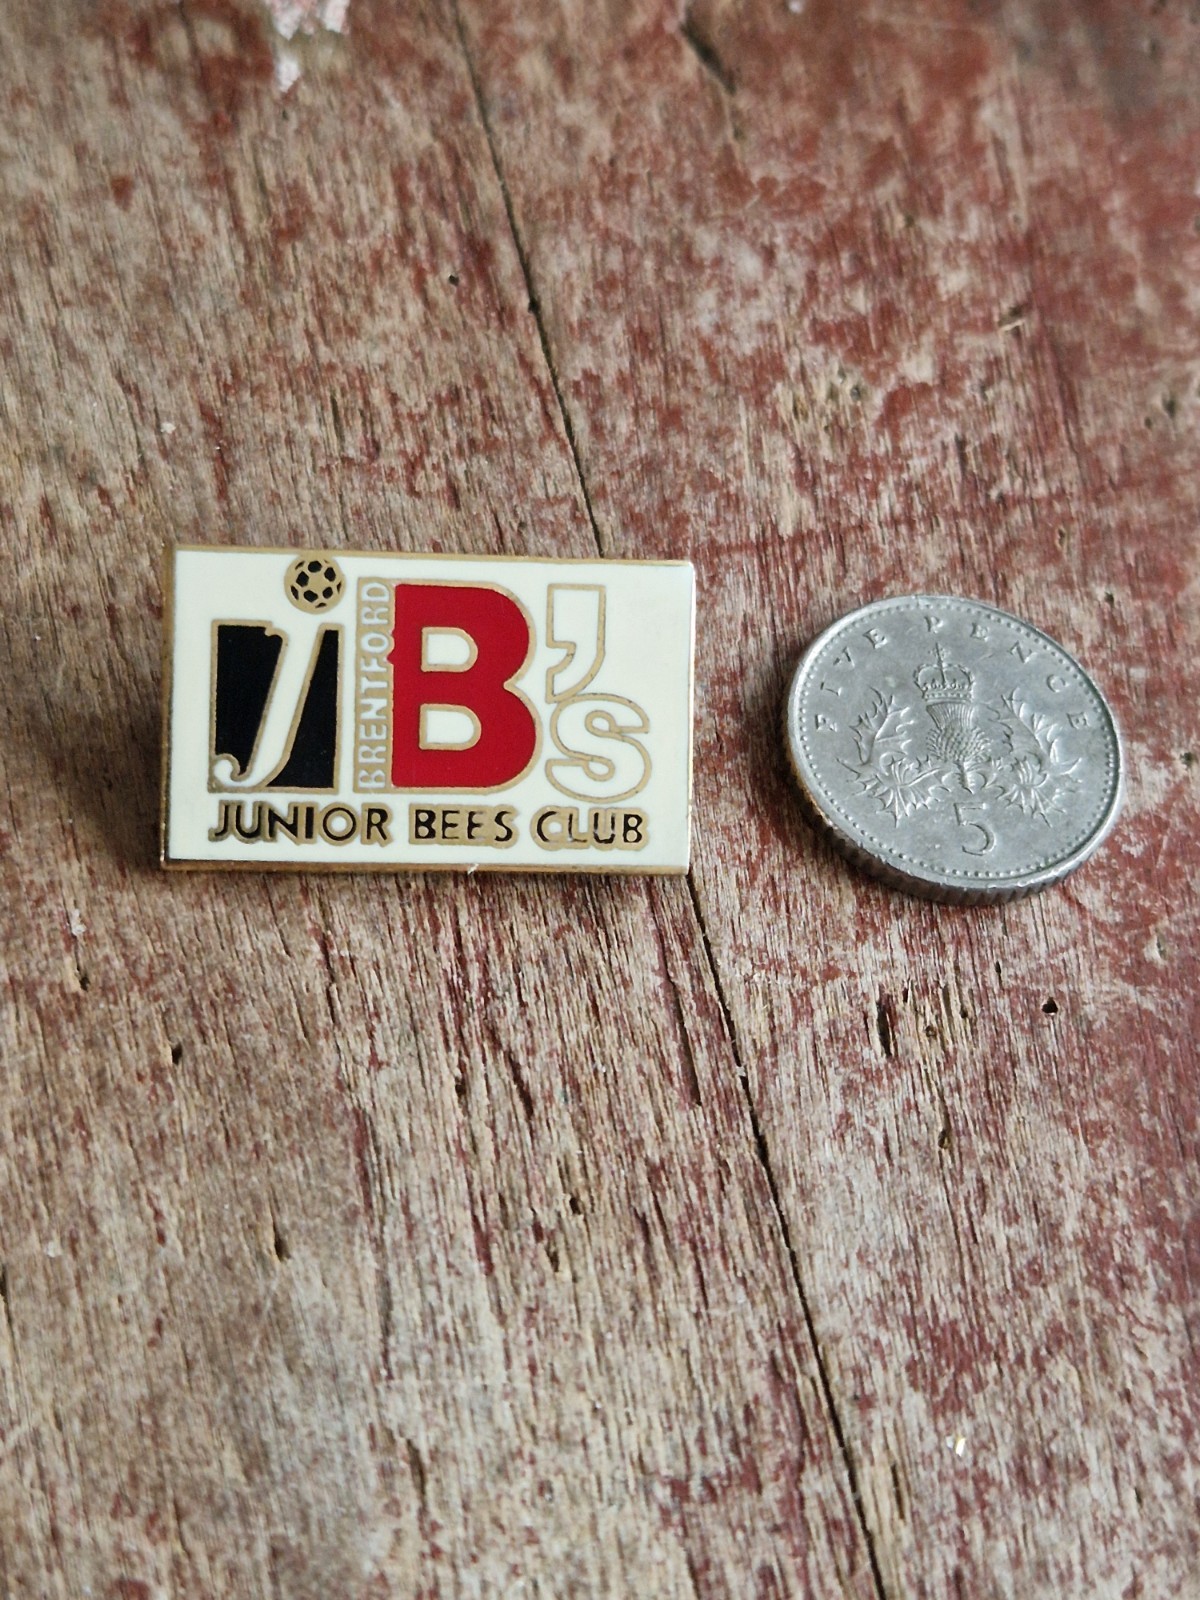 jB's
BRENTFORD
JUNIOR BEES CLUB
FIVE PENCE
5